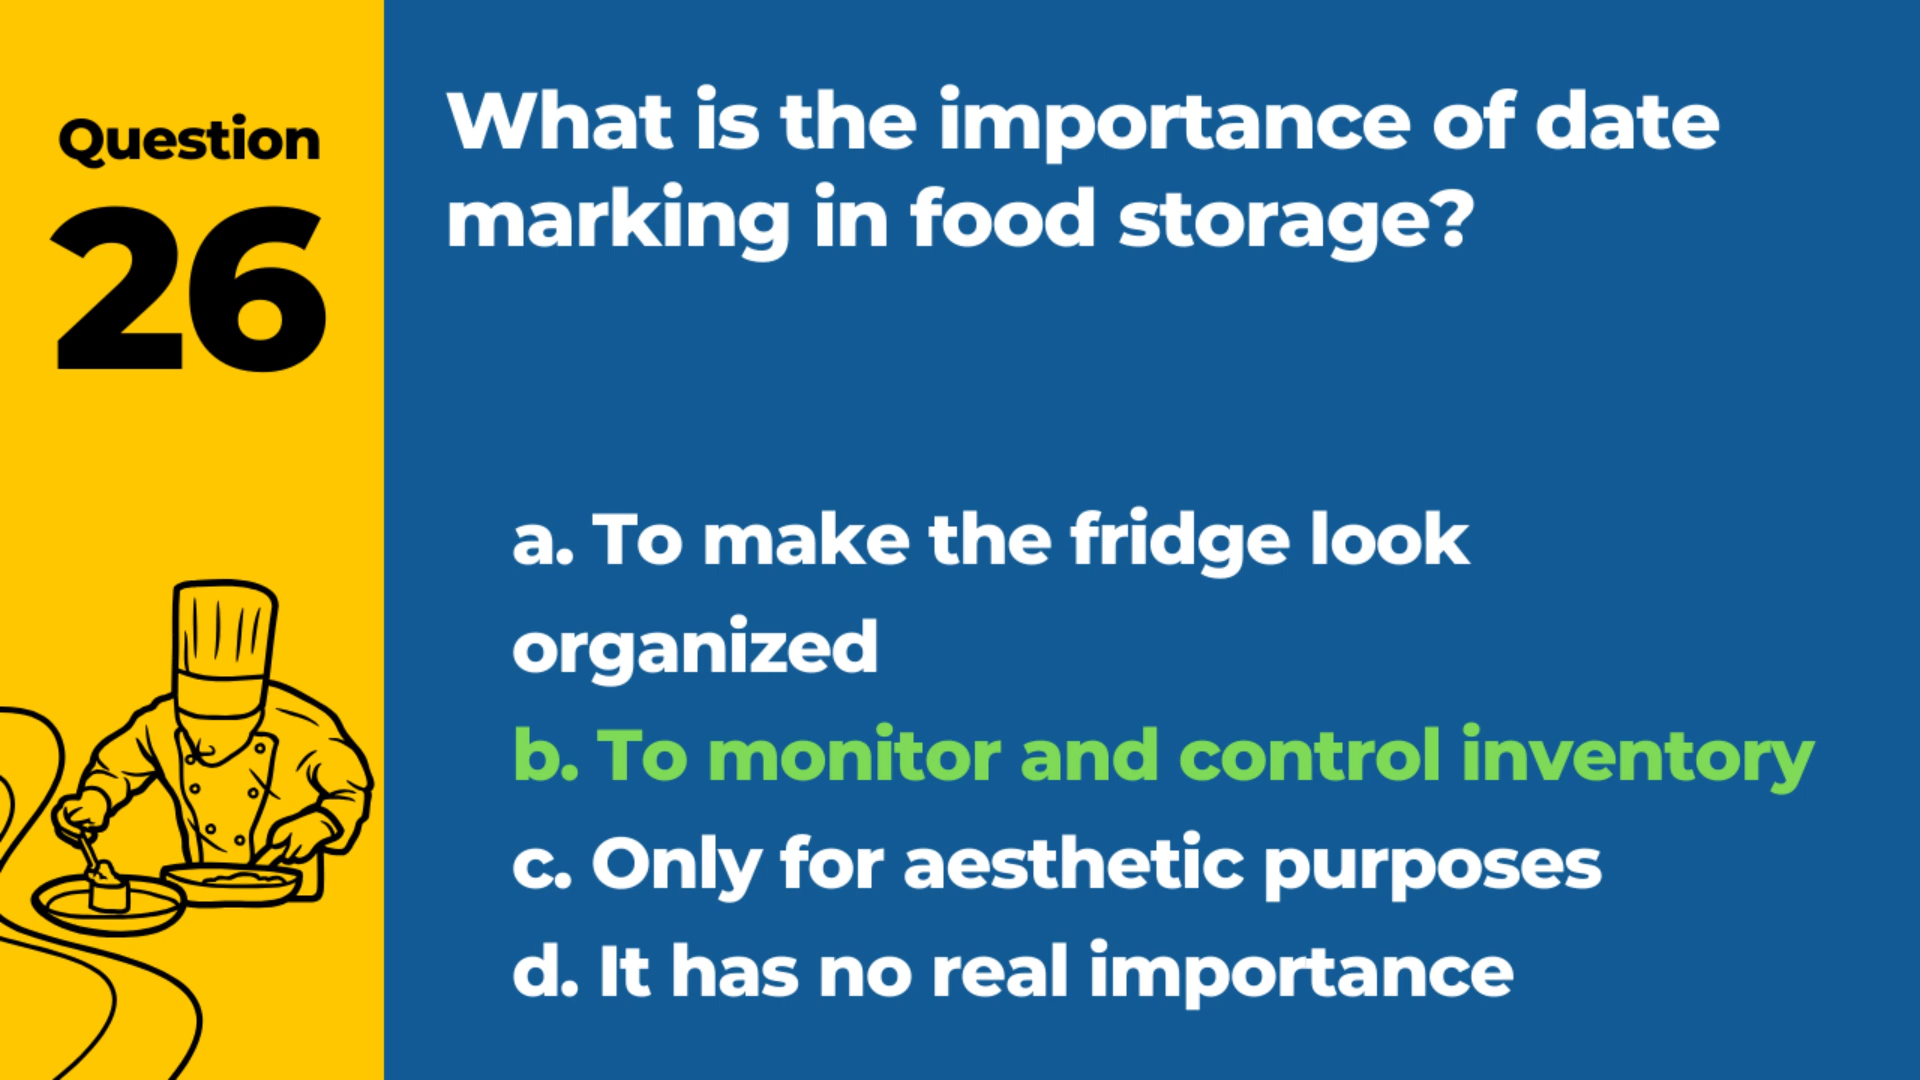 Question
26
What is the importance of date
marking in food storage?
a. To make the fridge look
organized
b. To monitor and control inventory
c. Only for aesthetic purposes
d. It has no real importance